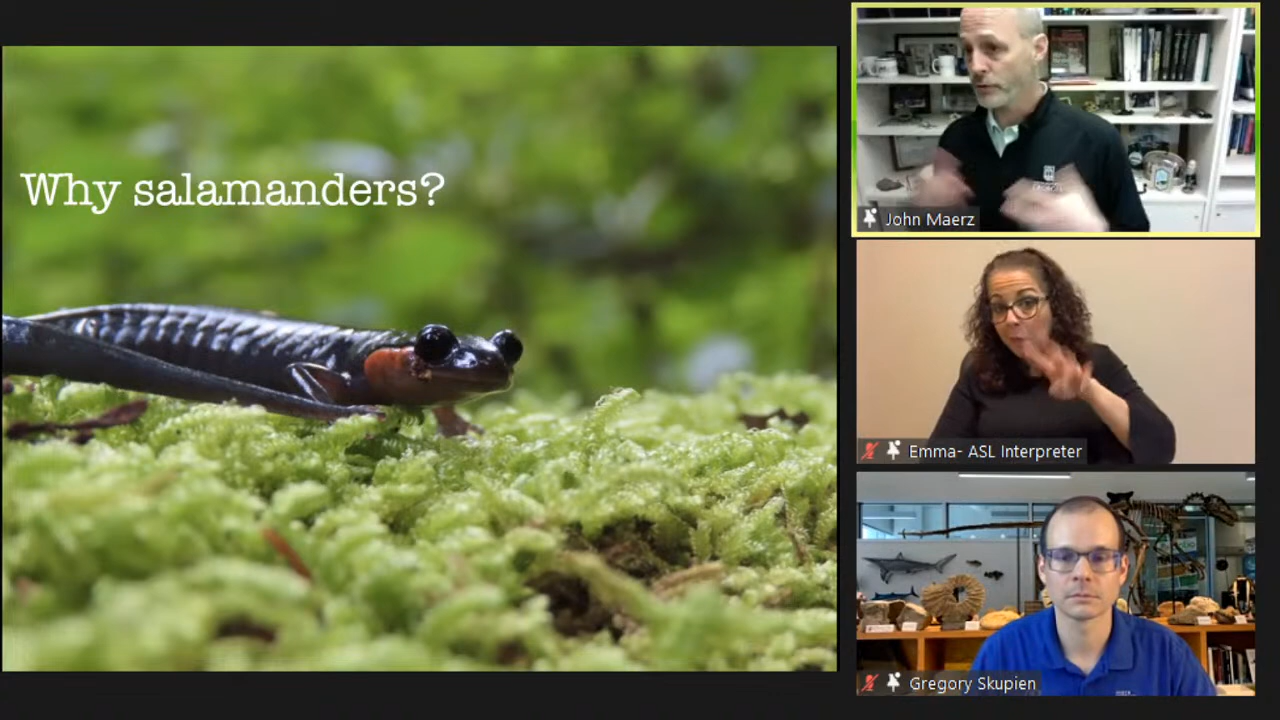 Why salamanders?
John Maerz
Emma- ASL Interpreter
Gregory Skupien